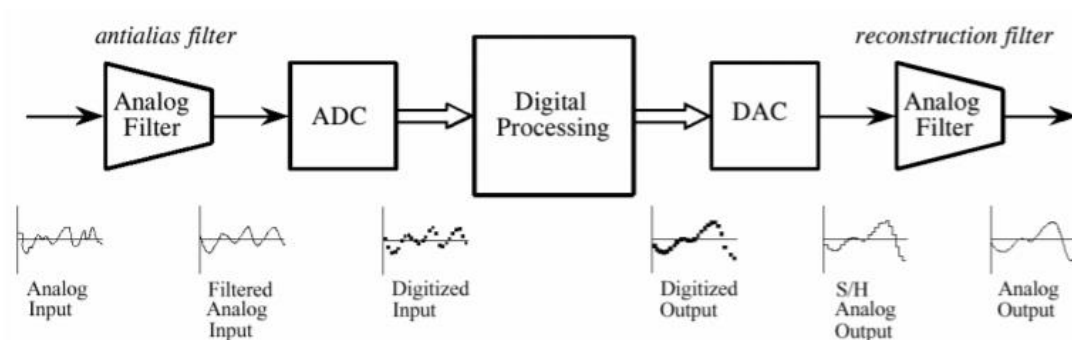 antialias filter
reconstruction filter
Analog
Filter
ADC
Digital
Processing
DAC
Analog
Filter
Analog
Input
Filtered
Analog
Input
Digitized
Input
Digitized
Output
S/H
Analog
Output
Analog
Output